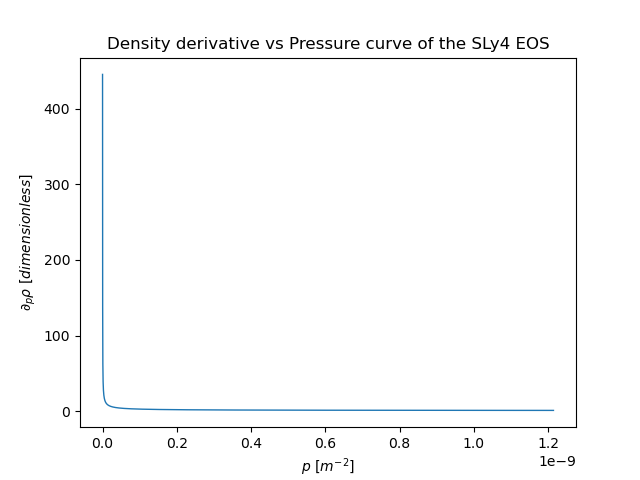 Density derivative vs Pressure curve of the SLy4 EOS
400
300
200
100
0
∂ₚρ [dimensionless]
0.0 0.2 0.4 0.6 0.8 1.0 1.2
1e−9
p [m⁻²]